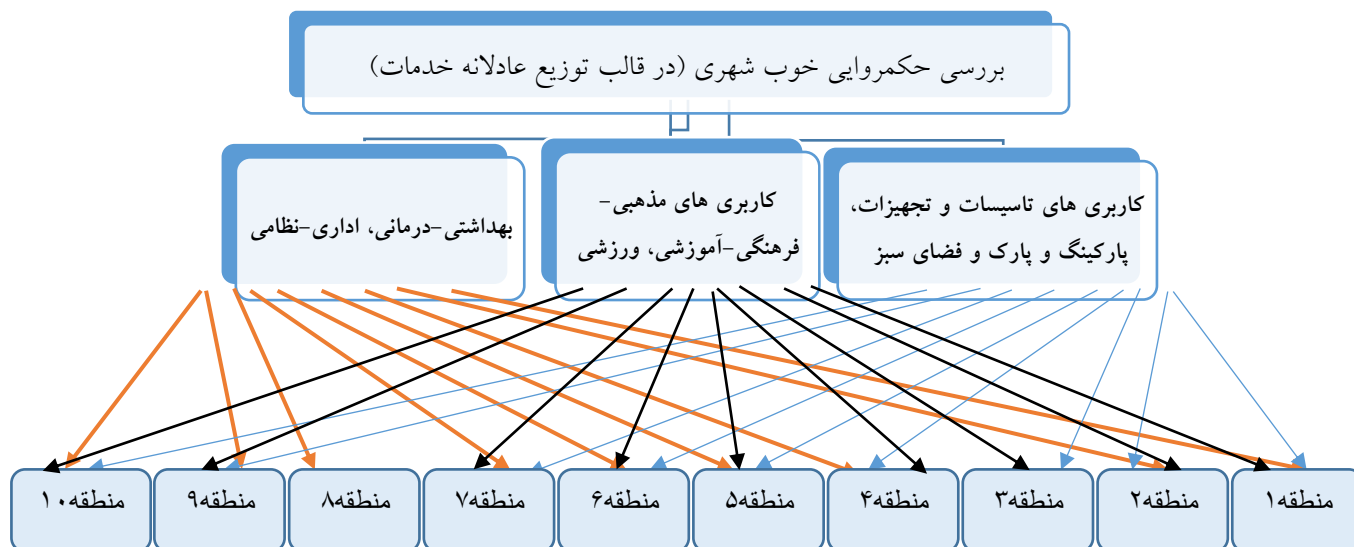 بررسی حکمروایی خوب شهری (در قالب توزیع عادلانه خدمات)
کاربری های تاسیسات و تجهیزات،
پارکینگ و پارک و فضای سبز
کاربری های مذهبی-
فرهنگی-آموزشی، ورزشی
بهداشتی-درمانی، اداری-نظامی
منطقه۱
منطقه۲
منطقه۳
منطقه۴
منطقه۵
منطقه۶
منطقه۷
منطقه۸
منطقه۹
منطقه۱۰